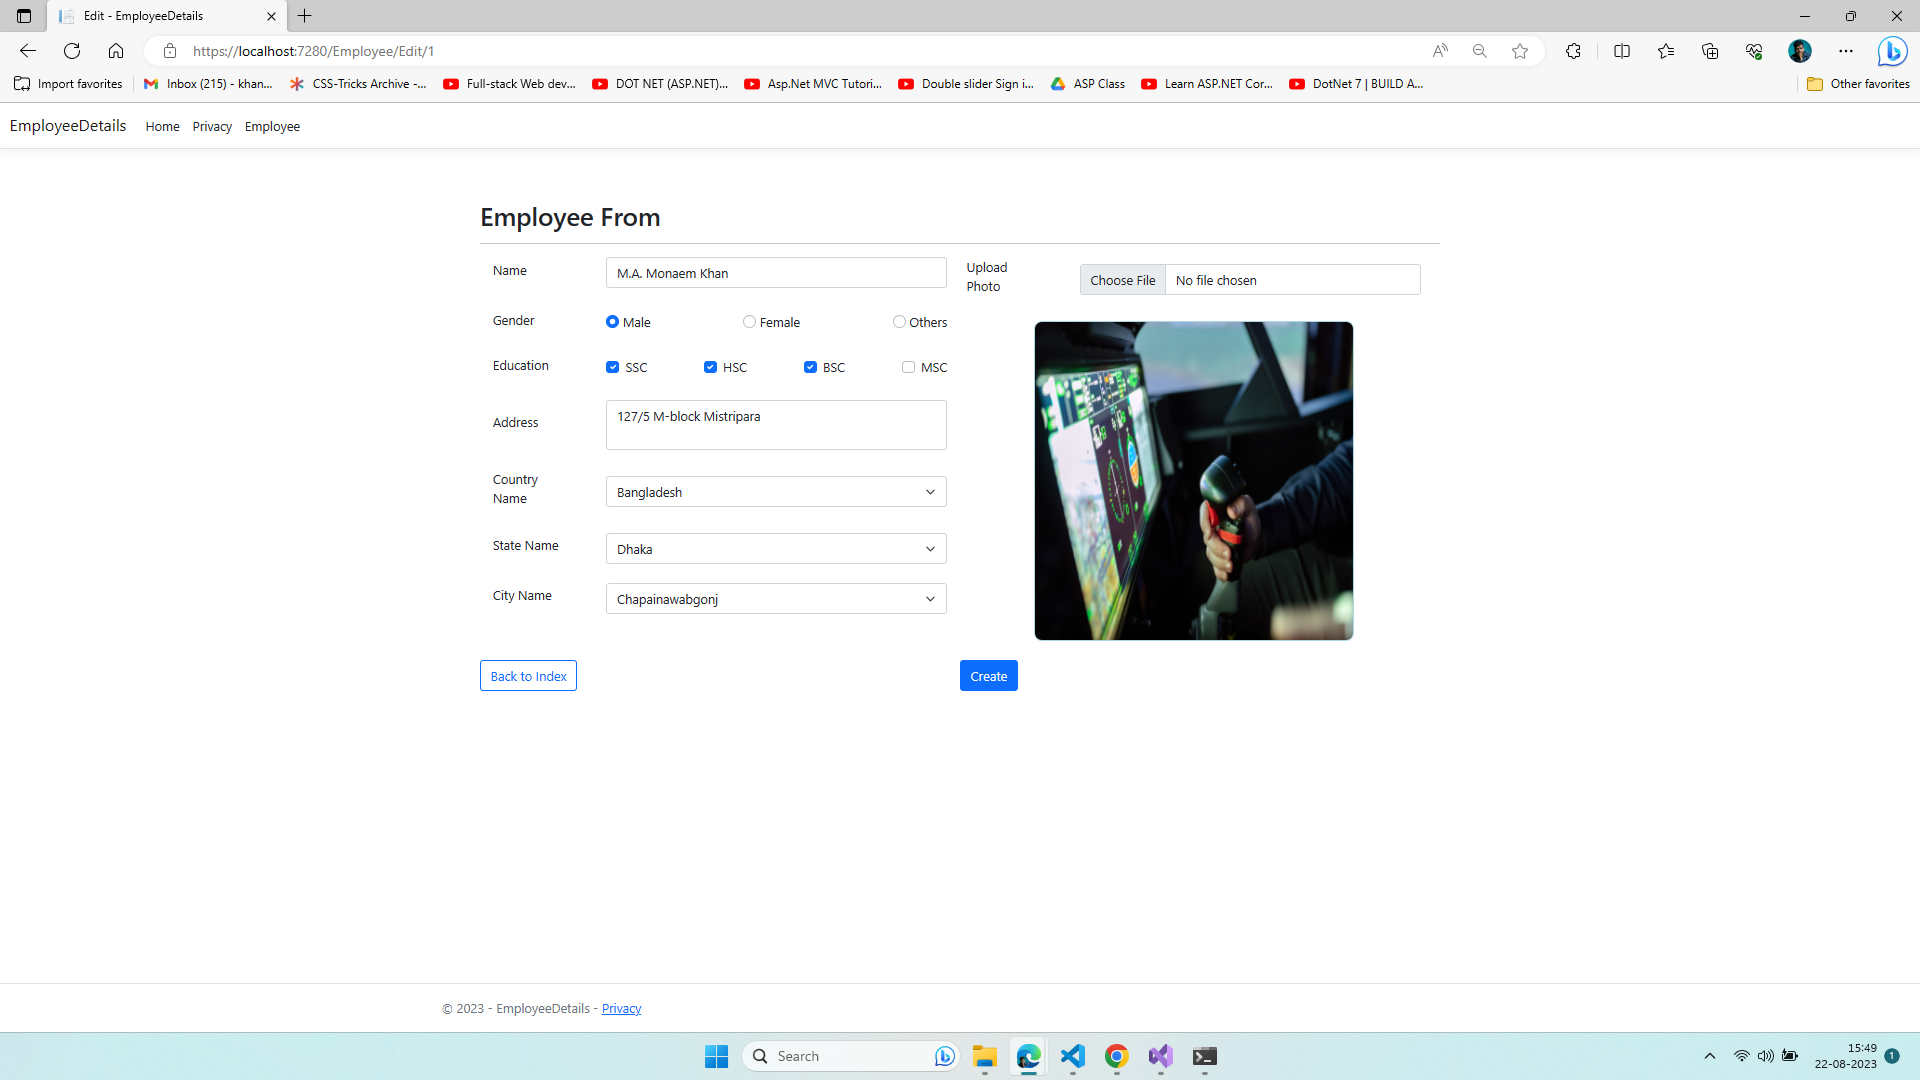 Edit - EmployeeDetails
https://localhost:7280/Employee/Edit/1
Import favorites
Inbox (215) - khan...
CSS-Tricks Archive -...
Full-stack Web dev...
DOT NET (ASP.NET)...
Asp.Net MVC Tutori...
Double slider Sign i...
ASP Class
Learn ASP.NET Cor...
DotNet 7 | BUILD A...
Other favorites
EmployeeDetails
Home
Privacy
Employee
Employee From
Name
M.A. Monaem Khan
Upload
Photo
Choose File
No file chosen
Gender
Male
Female
Others
Education
SSC
HSC
BSC
MSC
Address
127/5 M-block Mistripara
Country
Name
Bangladesh
State Name
Dhaka
City Name
Chapainawabgonj
Back to Index
Create
© 2023 - EmployeeDetails - Privacy
Search
15:49
22-08-2023
1